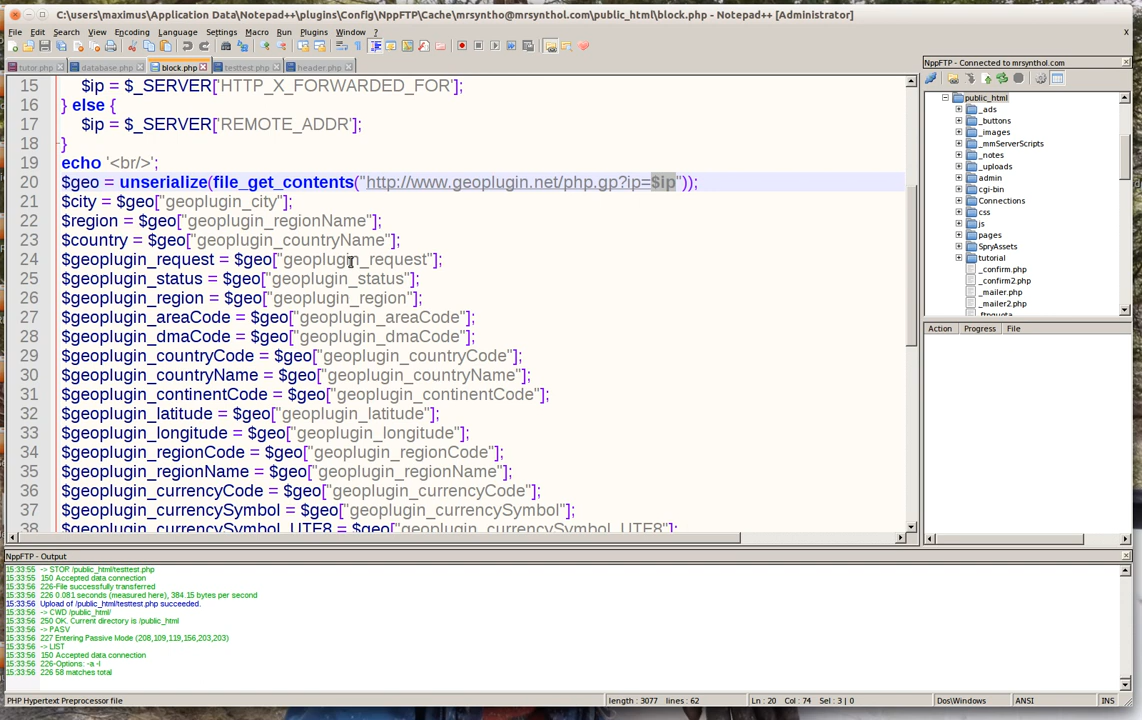 C:\users\maximus\Application Data\Notepad++\plugins\Config\NppFTP\Cache\mrsyntho@mrsynthol.com\public_html\block.php - Notepad++ [Administrator]
File Edit Search View Encoding Language Settings Macro Run Plugins Window ?
tutor.php database.php block.php testtest.php header.php
15 $ip = $_SERVER['HTTP_X_FORWARDED_FOR'];
16 } else {
17 $ip = $_SERVER['REMOTE_ADDR'];
18 }
19 echo '<br/>';
20 $geo = unserialize(file_get_contents("http://www.geoplugin.net/php.gp?ip=$ip"));
21 $city = $geo["geoplugin_city"];
22 $region = $geo["geoplugin_regionName"];
23 $country = $geo["geoplugin_countryName"];
24 $geoplugin_request = $geo["geoplugin_request"];
25 $geoplugin_status = $geo["geoplugin_status"];
26 $geoplugin_region = $geo["geoplugin_region"];
27 $geoplugin_areaCode = $geo["geoplugin_areaCode"];
28 $geoplugin_dmaCode = $geo["geoplugin_dmaCode"];
29 $geoplugin_countryCode = $geo["geoplugin_countryCode"];
30 $geoplugin_countryName = $geo["geoplugin_countryName"];
31 $geoplugin_continentCode = $geo["geoplugin_continentCode"];
32 $geoplugin_latitude = $geo["geoplugin_latitude"];
33 $geoplugin_longitude = $geo["geoplugin_longitude"];
34 $geoplugin_regionCode = $geo["geoplugin_regionCode"];
35 $geoplugin_regionName = $geo["geoplugin_regionName"];
36 $geoplugin_currencyCode = $geo["geoplugin_currencyCode"];
37 $geoplugin_currencySymbol = $geo["geoplugin_currencySymbol"];
38 $geoplugin_currencySymbol_UTF8 = $geo["geoplugin_currencySymbol_UTF8"];
NppFTP - Connected to mrsynthol.com
public_html
_ads
_buttons
_images
_mmServerScripts
_notes
_uploads
admin
cgi-bin
Connections
css
js
pages
SpryAssets
tutorial
_confirm.php
_confirm2.php
_mailer.php
_mailer2.php
.ftpquota
Action Progress File
NppFTP - Output
15:33:55 -> STOR /public_html/testtest.php
15:33:55 150 Accepted data connection
15:33:56 226-File successfully transferred
15:33:56 226 0.081 seconds (measured here), 384.15 bytes per second
15:33:56 Upload of /public_html/testtest.php succeeded.
15:33:56 -> CWD /public_html/
15:33:56 250 OK. Current directory is /public_html
15:33:56 -> PASV
15:33:56 227 Entering Passive Mode (208,109,119,156,203,203)
15:33:56 -> LIST
15:33:56 150 Accepted data connection
15:33:56 226-Options: -a -l
15:33:56 226 58 matches total
PHP Hypertext Preprocessor file length : 3077 lines : 62 Ln : 20 Col : 74 Sel : 3 | 0 Dos\Windows ANSI INS